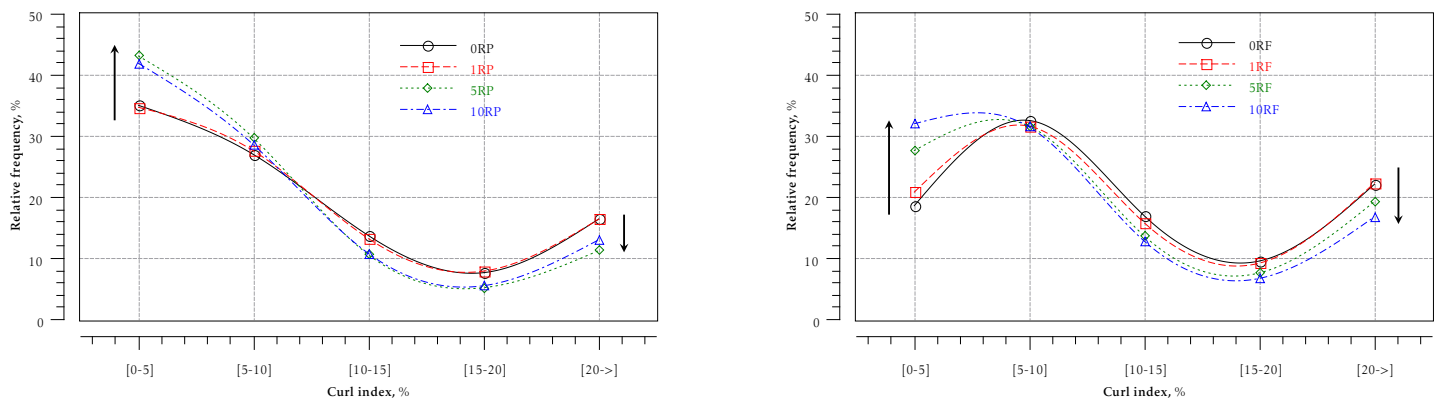 50
40
30
20
10
0
Relative frequency, %
0RP
1RP
5RP
10RP
[0-5]
[5-10]
[10-15]
[15-20]
[20->]
Curl index, %
50
40
30
20
10
0
Relative frequency, %
0RF
1RF
5RF
10RF
[0-5]
[5-10]
[10-15]
[15-20]
[20->]
Curl index, %